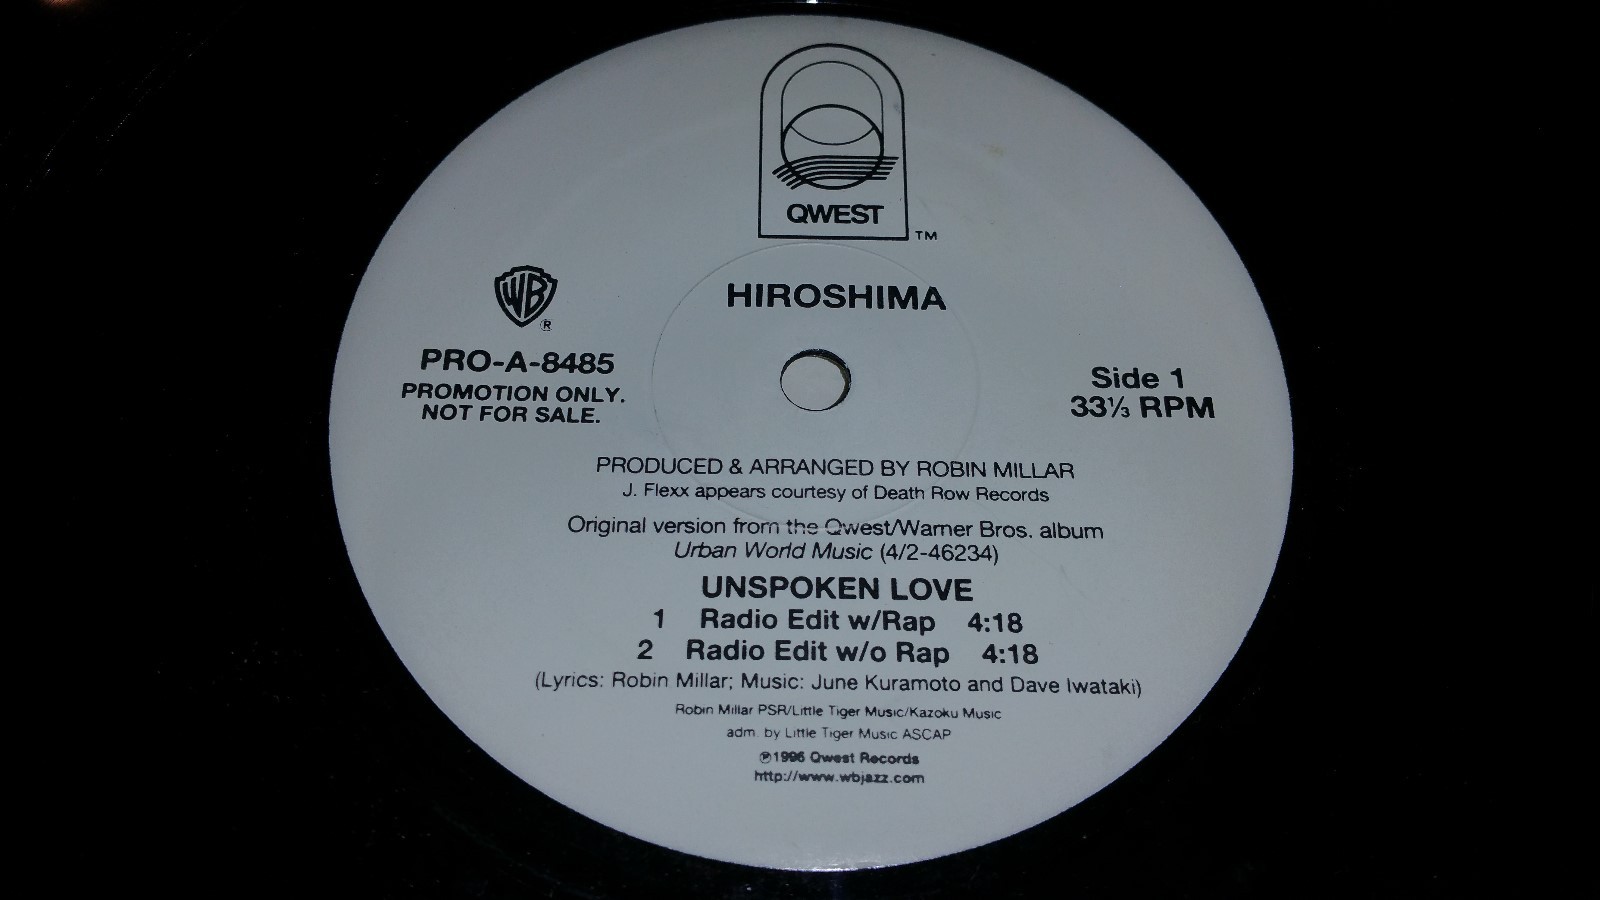 QWEST
TM
HIROSHIMA
WB
R
PRO-A-8485
PROMOTION ONLY.
NOT FOR SALE.
Side 1
33⅓ RPM
PRODUCED & ARRANGED BY ROBIN MILLAR
J. Flexx appears courtesy of Death Row Records
Original version from the Qwest/Warner Bros. album
Urban World Music (4/2-46234)
UNSPOKEN LOVE
1 Radio Edit w/Rap 4:18
2 Radio Edit w/o Rap 4:18
(Lyrics: Robin Millar; Music: June Kuramoto and Dave Iwataki)
Robin Millar PSR/Little Tiger Music/Kazoku Music
adm. by Little Tiger Music ASCAP
℗1996 Qwest Records
http://www.wbjazz.com